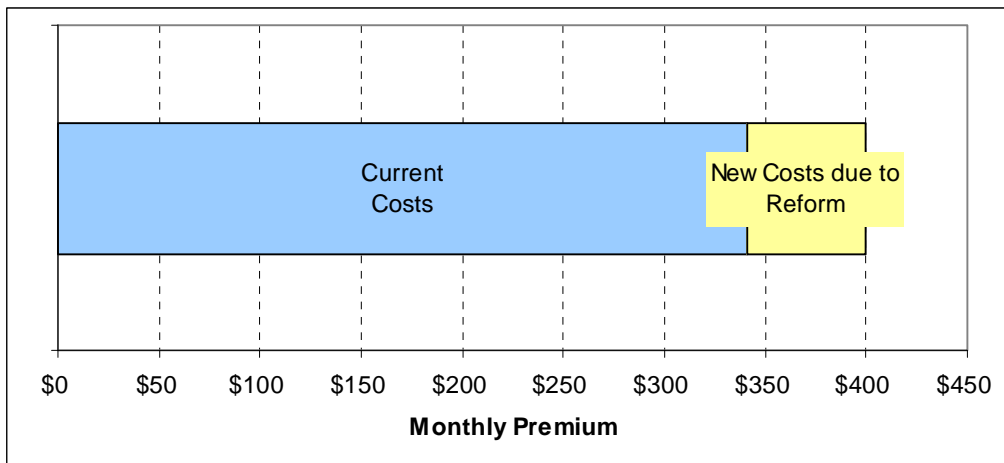 Current
Costs
New Costs due to
Reform
$0 $50 $100 $150 $200 $250 $300 $350 $400 $450
Monthly Premium